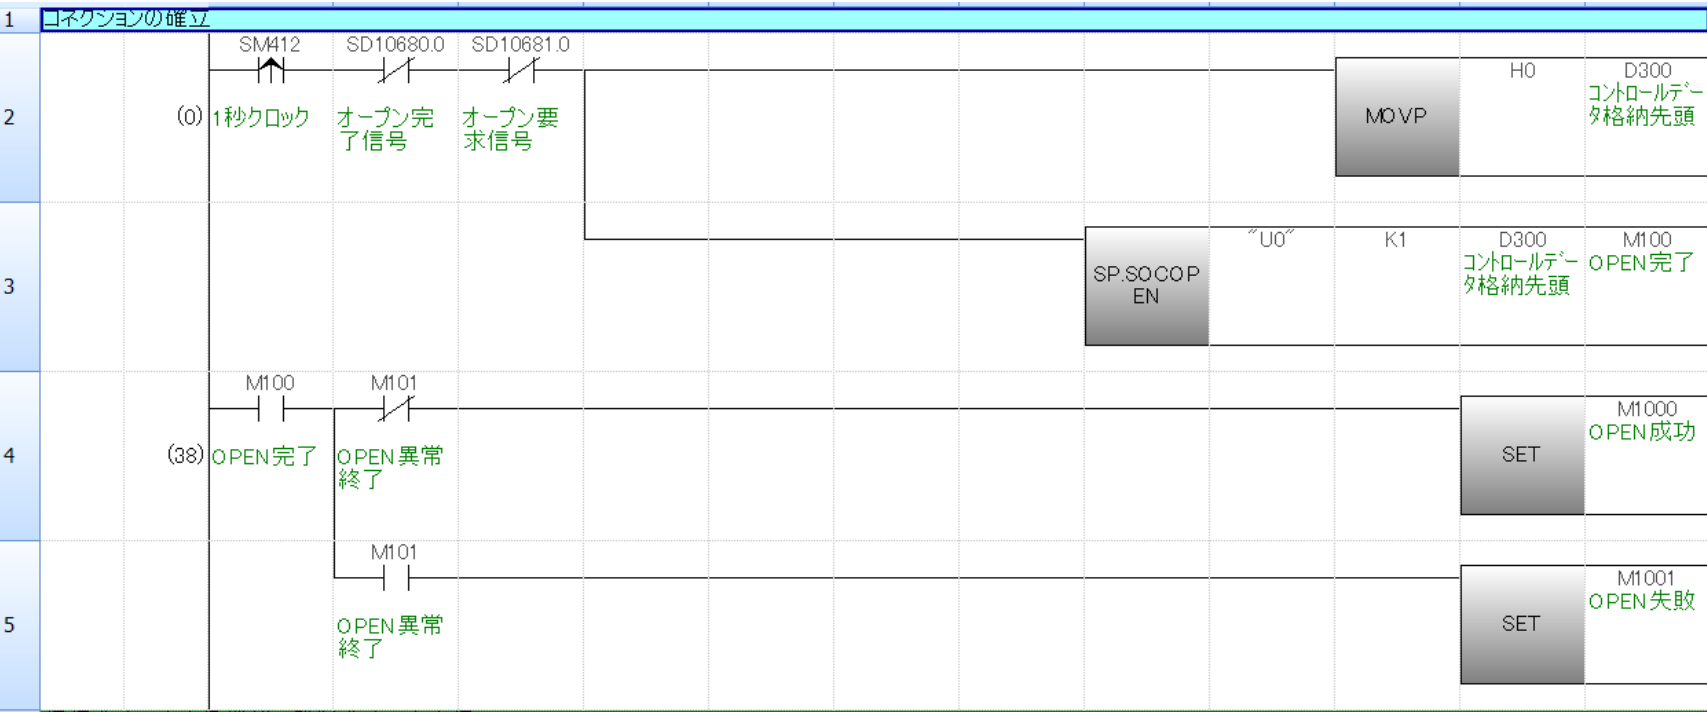 1
コネクションの確立
SM412 SD10680.0 SD10681.0
H0 D300
2
(0)
1秒クロック
オープン完
了信号
オープン要
求信号
MOVP
コントロールデー
タ格納先頭
3
SP.SOCOP
EN
"U0" K1 D300 M100
コントロールデー
タ格納先頭
OPEN完了
M100 M101
M1000
4
(38)
OPEN完了
OPEN異常
終了
SET
OPEN成功
M101
M1001
5
OPEN異常
終了
SET
OPEN失敗